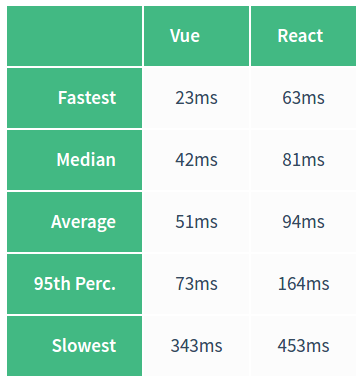 Vue React
Fastest 23ms 63ms
Median 42ms 81ms
Average 51ms 94ms
95th Perc. 73ms 164ms
Slowest 343ms 453ms